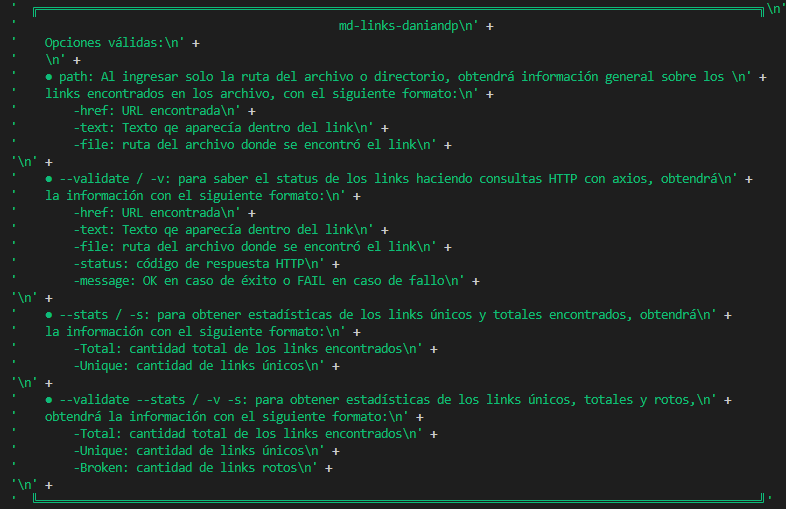 '  ╔════════════════════════════════════════════════════════════════════════════════════════════╗\n'
'                                         md-links-daniandp\n' +
'    Opciones válidas:\n' +
'    \n' +
'    ● path: Al ingresar solo la ruta del archivo o directorio, obtendrá información general sobre los \n' +
'    links encontrados en los archivo, con el siguiente formato:\n' +
'        -href: URL encontrada\n' +
'        -text: Texto qe aparecía dentro del link\n' +
'        -file: ruta del archivo donde se encontró el link\n' +
'\n' +
'    ● --validate / -v: para saber el status de los links haciendo consultas HTTP con axios, obtendrá\n' +
'    la información con el siguiente formato:\n' +
'        -href: URL encontrada\n' +
'        -text: Texto qe aparecía dentro del link\n' +
'        -file: ruta del archivo donde se encontró el link\n' +
'        -status: código de respuesta HTTP\n' +
'        -message: OK en caso de éxito o FAIL en caso de fallo\n' +
'\n' +
'    ● --stats / -s: para obtener estadísticas de los links únicos y totales encontrados, obtendrá\n' +
'    la información con el siguiente formato:\n' +
'        -Total: cantidad total de los links encontrados\n' +
'        -Unique: cantidad de links únicos\n' +
'\n' +
'    ● --validate --stats / -v -s: para obtener estadísticas de los links únicos, totales y rotos,\n' +
'    obtendrá la información con el siguiente formato:\n' +
'        -Total: cantidad total de los links encontrados\n' +
'        -Unique: cantidad de links únicos\n' +
'        -Broken: cantidad de links rotos\n' +
'\n' +
'  ╚════════════════════════════════════════════════════════════════════════════════════════════╝'